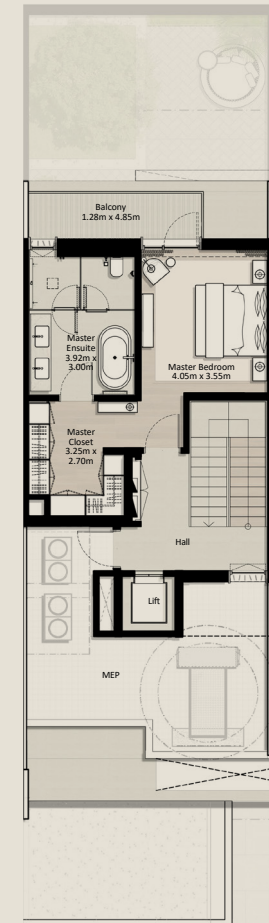 Balcony
1.28m x 4.85m
Master
Ensuite
3.92m x
3.00m
Master Bedroom
4.05m x 3.55m
Master
Closet
3.25m x
2.70m
Hall
Lift
MEP